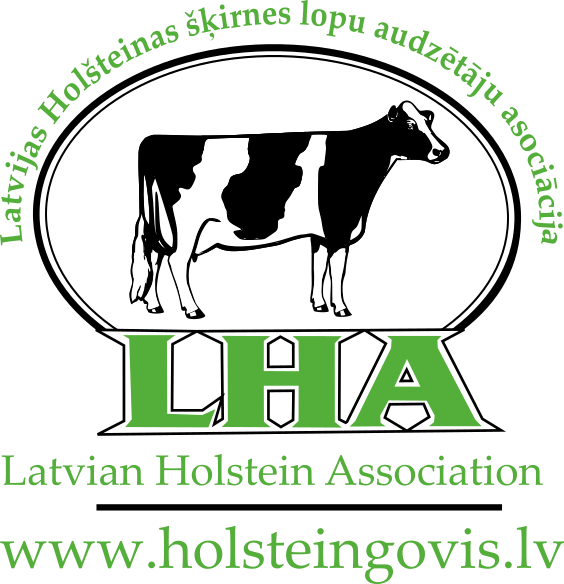 Latvijas Holšteinas šķirnes lopu audzētāju asociācija
LHA
Latvian Holstein Association
www.holsteingovis.lv